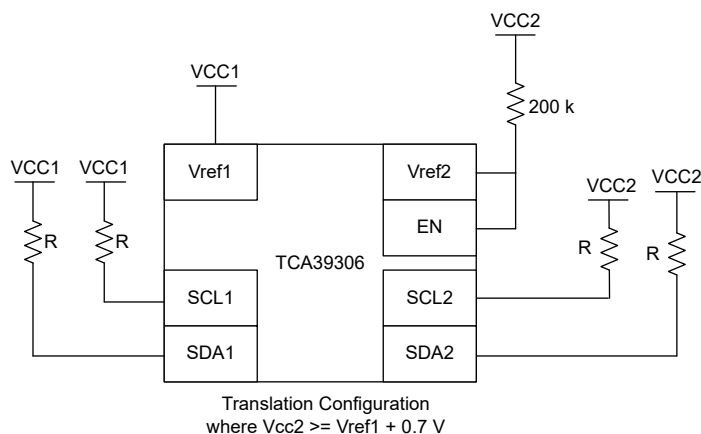 VCC2
VCC1
200 k
VCC1 VCC1
Vref1
Vref2
VCC2
VCC2
EN
R
R
R
R
TCA39306
SCL1
SCL2
SDA1
SDA2
Translation Configuration
where Vcc2 >= Vref1 + 0.7 V